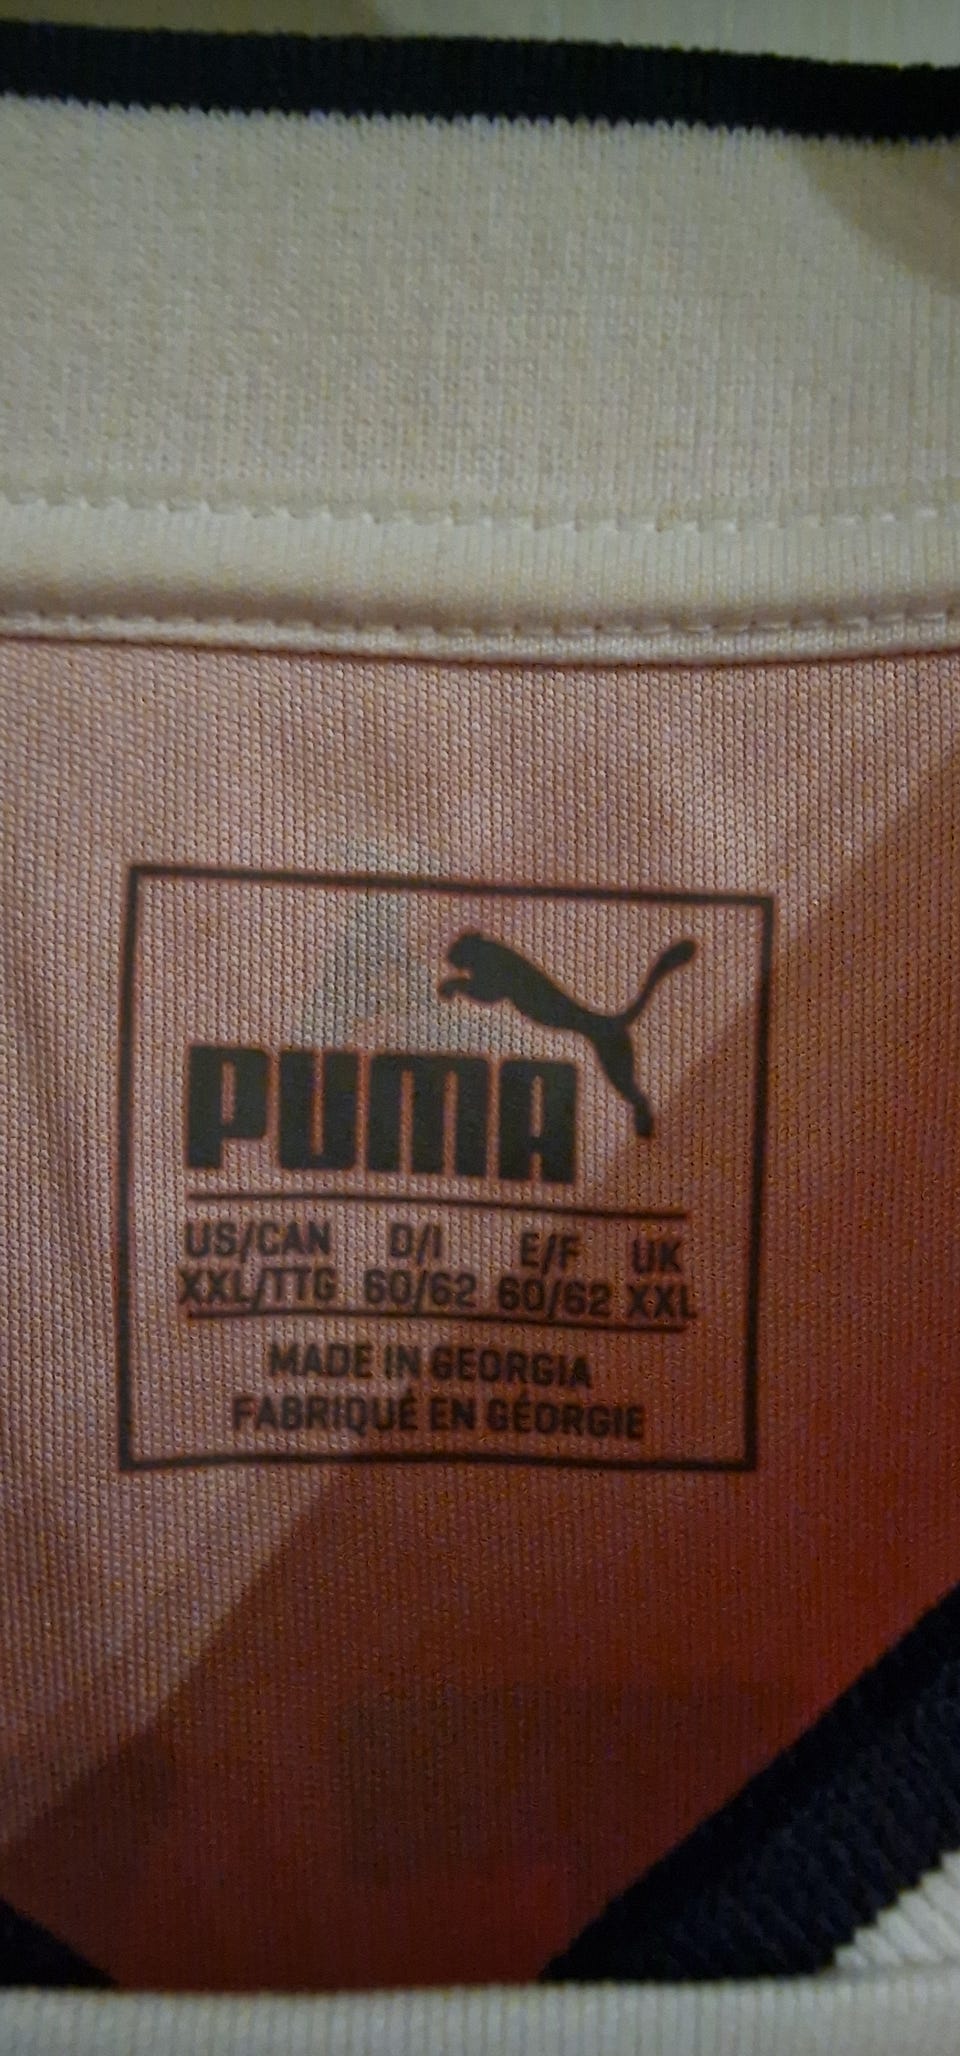 PUMA
US/CAN D/I E/F UK
XXL/TTG 60/62 60/62 XXL
MADE IN GEORGIA
FABRIQUÉ EN GÉORGIE